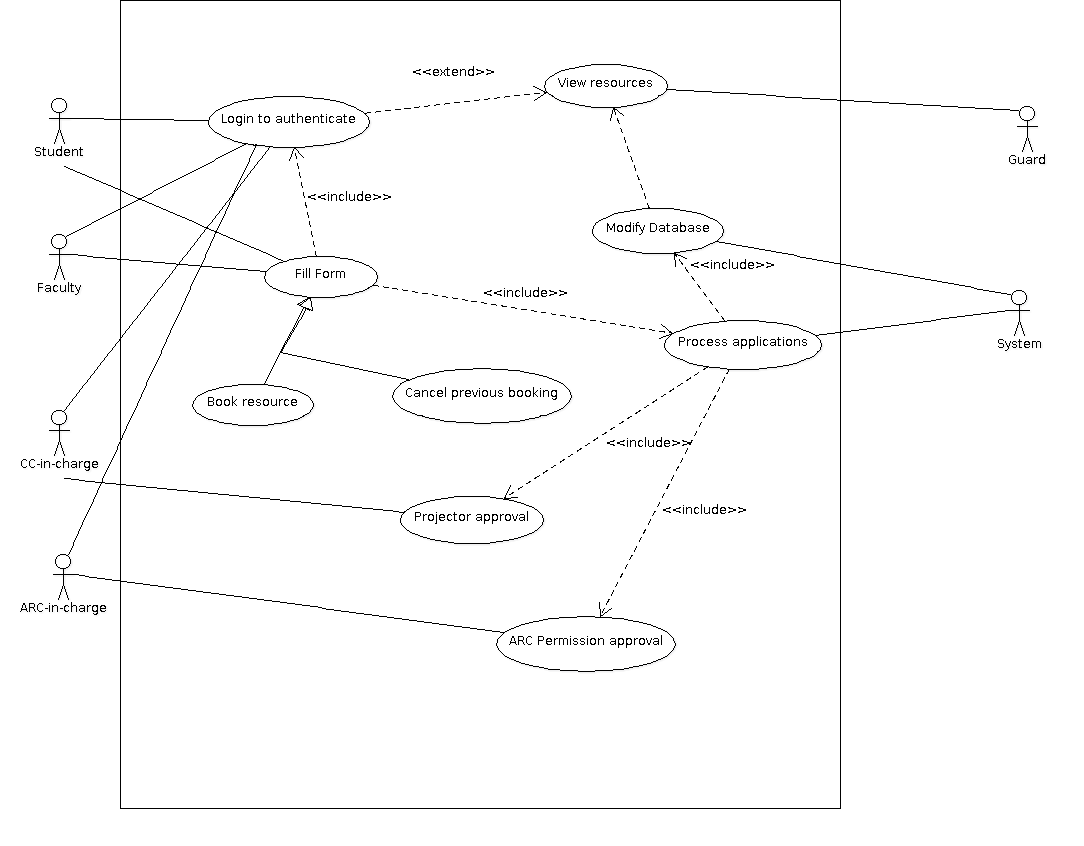 <<extend>>
View resources
Login to authenticate
Student
Guard
<<include>>
Modify Database
<<include>>
Fill Form
Faculty
<<include>>
Process applications
System
Cancel previous booking
Book resource
<<include>>
CC-in-charge
<<include>>
Projector approval
ARC-in-charge
ARC Permission approval